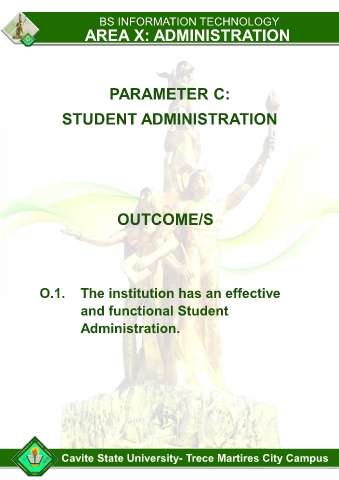 BS INFORMATION TECHNOLOGY
AREA X: ADMINISTRATION
PARAMETER C:
STUDENT ADMINISTRATION
OUTCOME/S
O.1. The institution has an effective
and functional Student
Administration.
Cavite State University- Trece Martires City Campus